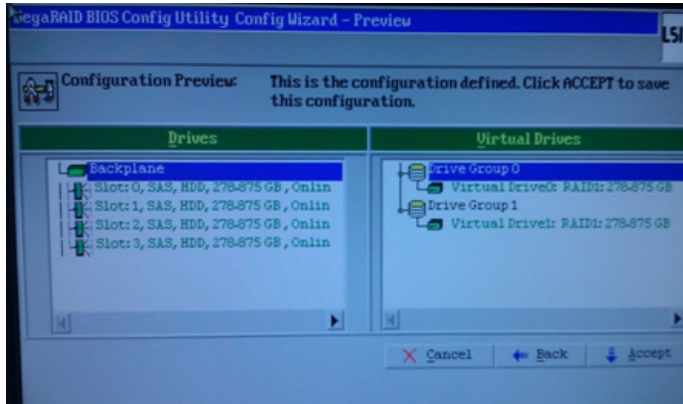 MegaRAID BIOS Config Utility Config Wizard – Preview
LSI
Configuration Preview: This is the configuration defined. Click ACCEPT to save
this configuration.
Drives
Virtual Drives
Backplane
Slot: 0, SAS, HDD, 278.875 GB, Onlin
Slot: 1, SAS, HDD, 278.875 GB, Onlin
Slot: 2, SAS, HDD, 278.875 GB, Onlin
Slot: 3, SAS, HDD, 278.875 GB, Onlin
Drive Group 0
Virtual Drive0: RAID1: 278.875 GB
Drive Group 1
Virtual Drive1: RAID1: 278.875 GB
Cancel
Back
Accept